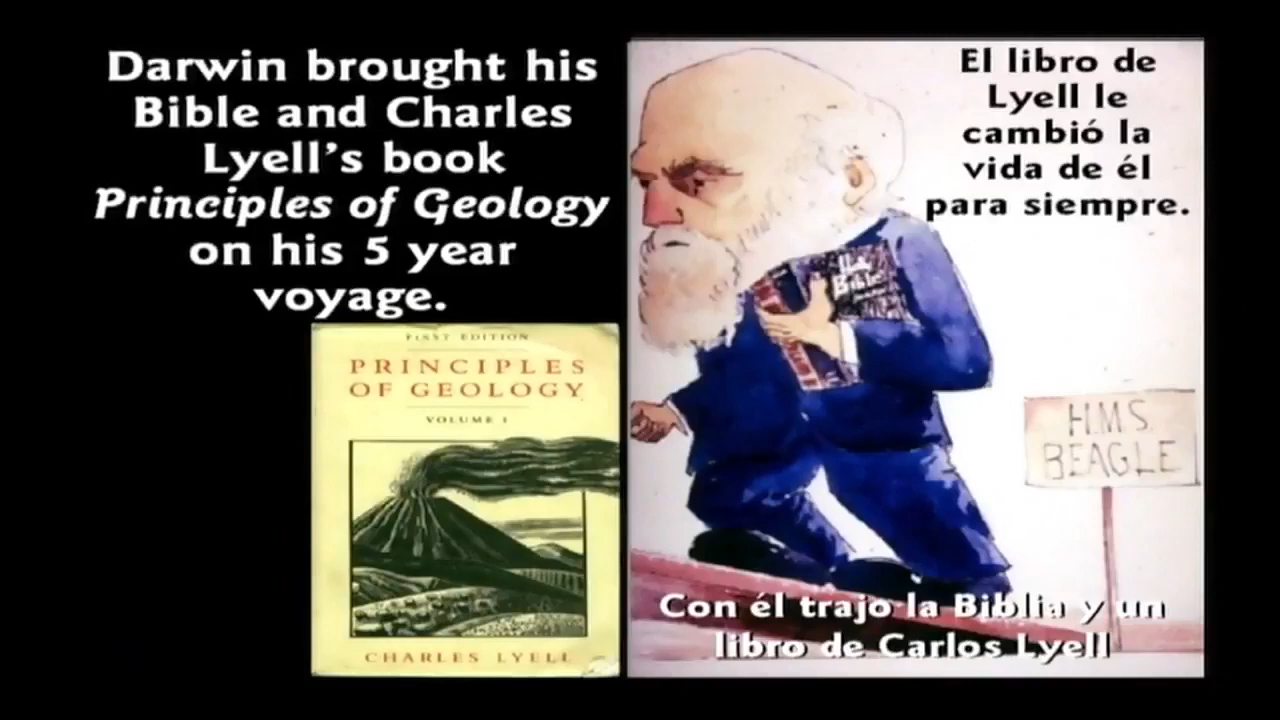 Darwin brought his
Bible and Charles
Lyell's book
Principles of Geology
on his 5 year
voyage.
FIRST EDITION
PRINCIPLES
OF GEOLOGY
VOLUME I
CHARLES LYELL
El libro de
Lyell le
cambió la
vida de él
para siempre.
Bible
H.M.S.
BEAGLE
Con él trajo la Biblia y un
libro de Carlos Lyell